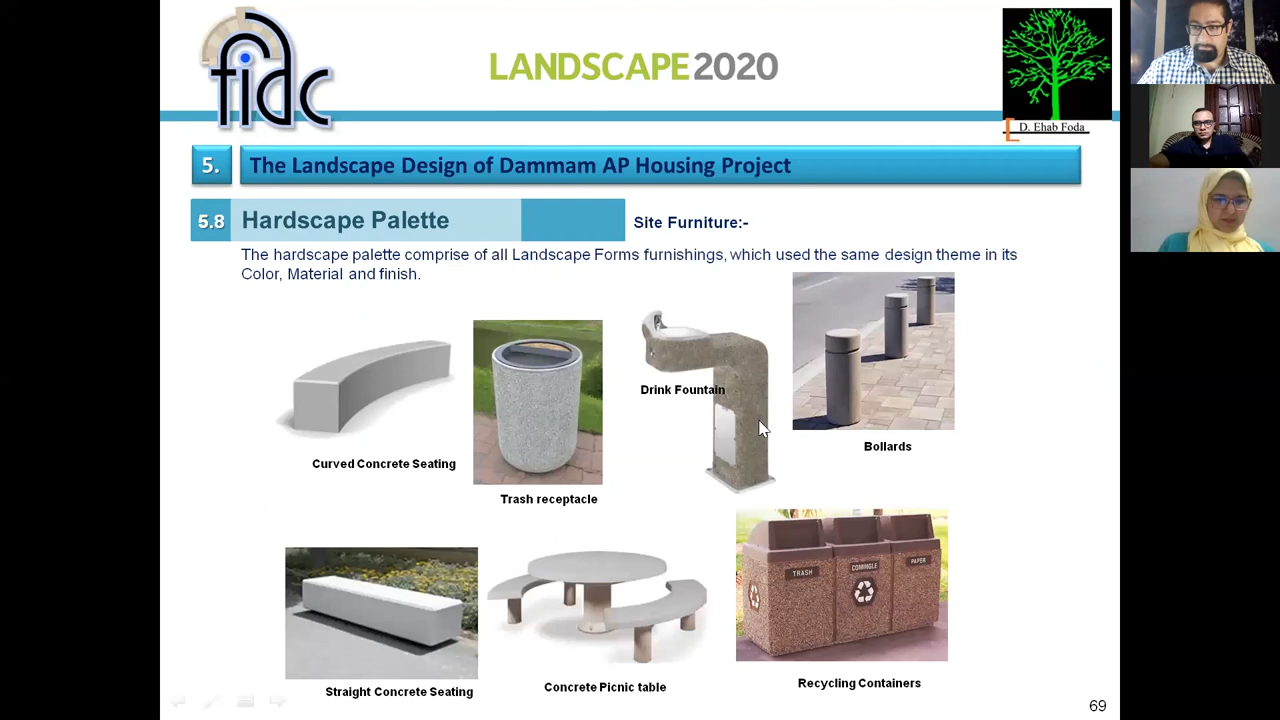 fidc
LANDSCAPE2020
D. Ehab Foda
5. The Landscape Design of Dammam AP Housing Project
5.8 Hardscape Palette Site Furniture:-
The hardscape palette comprise of all Landscape Forms furnishings, which used the same design theme in its
Color, Material and finish.
Drink Fountain
Bollards
Curved Concrete Seating
Trash receptacle
TRASH
COMINGLE
PAPER
Straight Concrete Seating
Concrete Picnic table
Recycling Containers
69